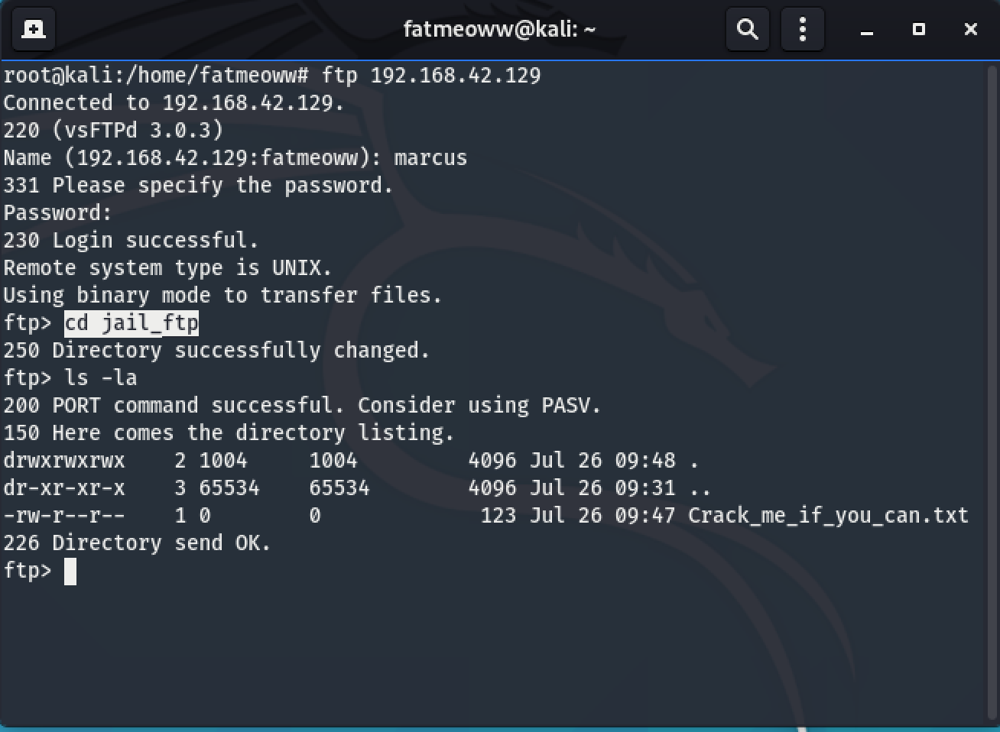 fatmeoww@kali: ~
root@kali:/home/fatmeoww# ftp 192.168.42.129
Connected to 192.168.42.129.
220 (vsFTPd 3.0.3)
Name (192.168.42.129:fatmeoww): marcus
331 Please specify the password.
Password:
230 Login successful.
Remote system type is UNIX.
Using binary mode to transfer files.
ftp> cd jail_ftp
250 Directory successfully changed.
ftp> ls -la
200 PORT command successful. Consider using PASV.
150 Here comes the directory listing.
drwxrwxrwx    2 1004     1004         4096 Jul 26 09:48 .
dr-xr-xr-x    3 65534    65534        4096 Jul 26 09:31 ..
-rw-r--r--    1 0        0             123 Jul 26 09:47 Crack_me_if_you_can.txt
226 Directory send OK.
ftp>